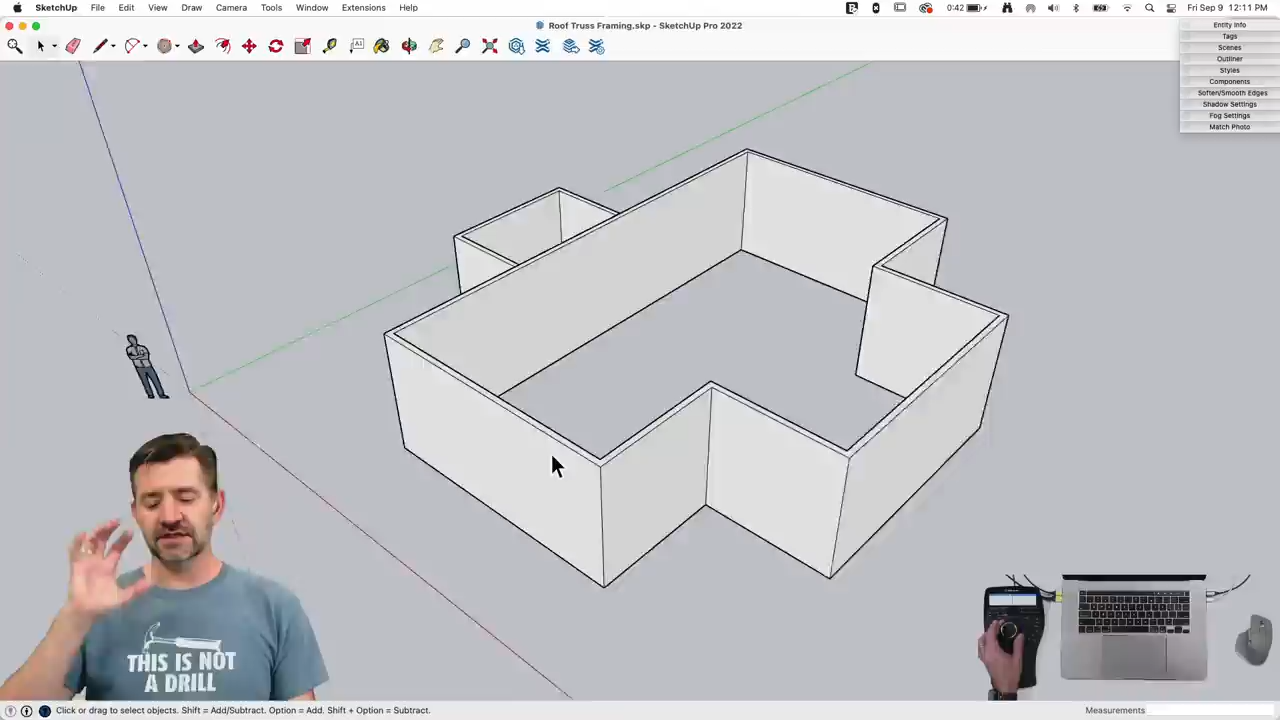 SketchUp File Edit View Draw Camera Tools Window Extensions Help 0:42 Fri Sep 9 12:11 PM
Roof Truss Framing.skp - SketchUp Pro 2022
Entity Info
Tags
Scenes
Outliner
Styles
Components
Soften/Smooth Edges
Shadow Settings
Fog Settings
Match Photo
THIS IS NOT
A DRILL
Click or drag to select objects. Shift = Add/Subtract. Option = Add. Shift + Option = Subtract. Measurements